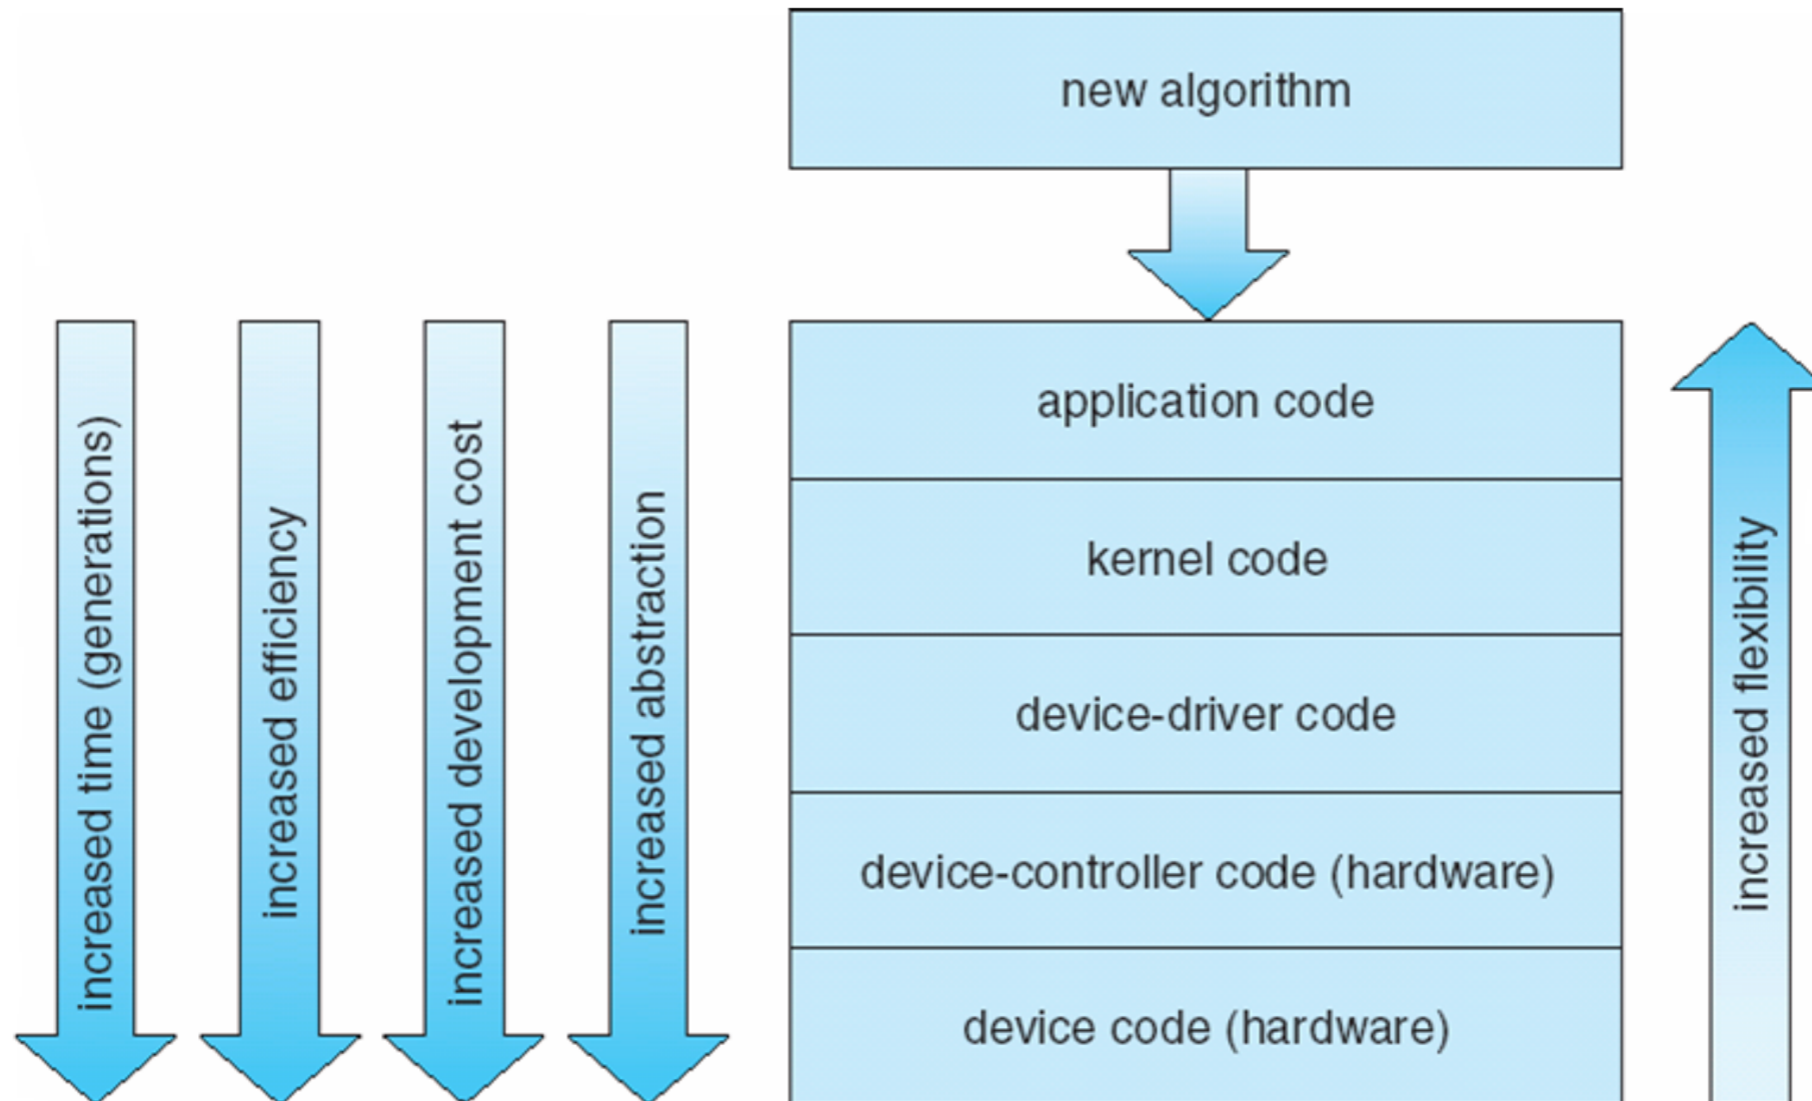 new algorithm
increased time (generations)
increased efficiency
increased development cost
increased abstraction
application code
kernel code
device-driver code
device-controller code (hardware)
device code (hardware)
increased flexibility